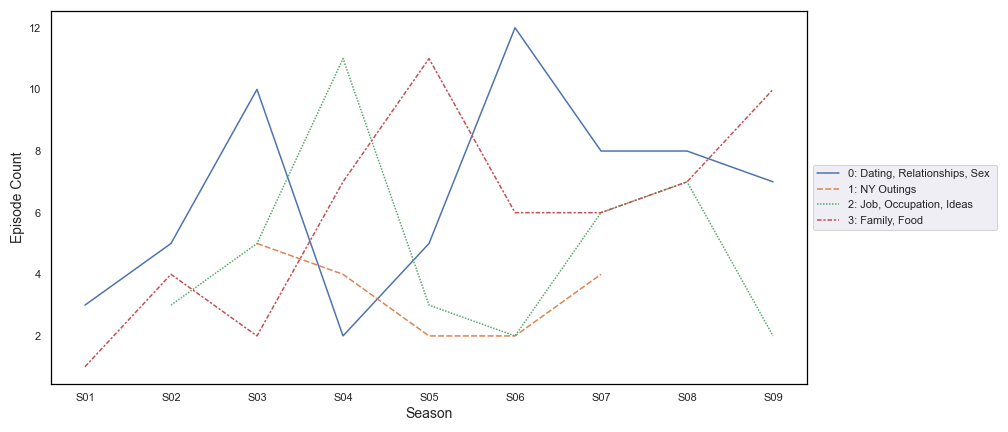 12
10
8
6
4
2
Episode Count
S01 S02 S03 S04 S05 S06 S07 S08 S09
Season
0: Dating, Relationships, Sex
1: NY Outings
2: Job, Occupation, Ideas
3: Family, Food